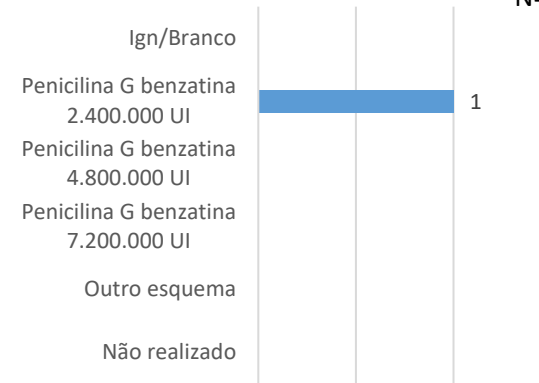 Ign/Branco
Penicilina G benzatina
2.400.000 UI
1
Penicilina G benzatina
4.800.000 UI
Penicilina G benzatina
7.200.000 UI
Outro esquema
Não realizado